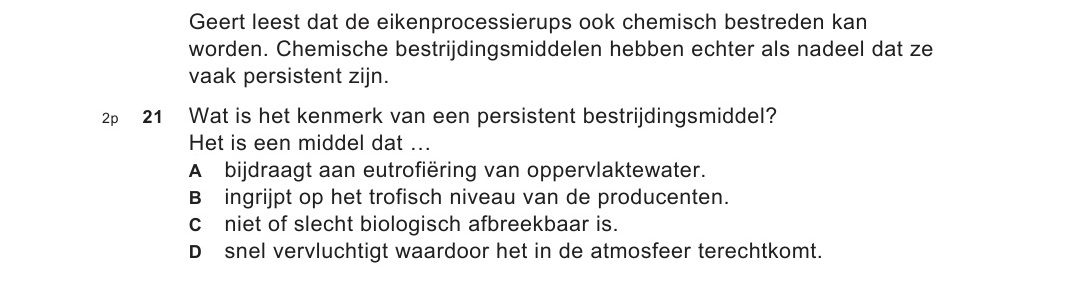 Geert leest dat de eikenprocessierups ook chemisch bestreden kan
worden. Chemische bestrijdingsmiddelen hebben echter als nadeel dat ze
vaak persistent zijn.
2p 21 Wat is het kenmerk van een persistent bestrijdingsmiddel?
Het is een middel dat …
A bijdraagt aan eutrofiëring van oppervlaktewater.
B ingrijpt op het trofisch niveau van de producenten.
C niet of slecht biologisch afbreekbaar is.
D snel vervluchtigt waardoor het in de atmosfeer terechtkomt.